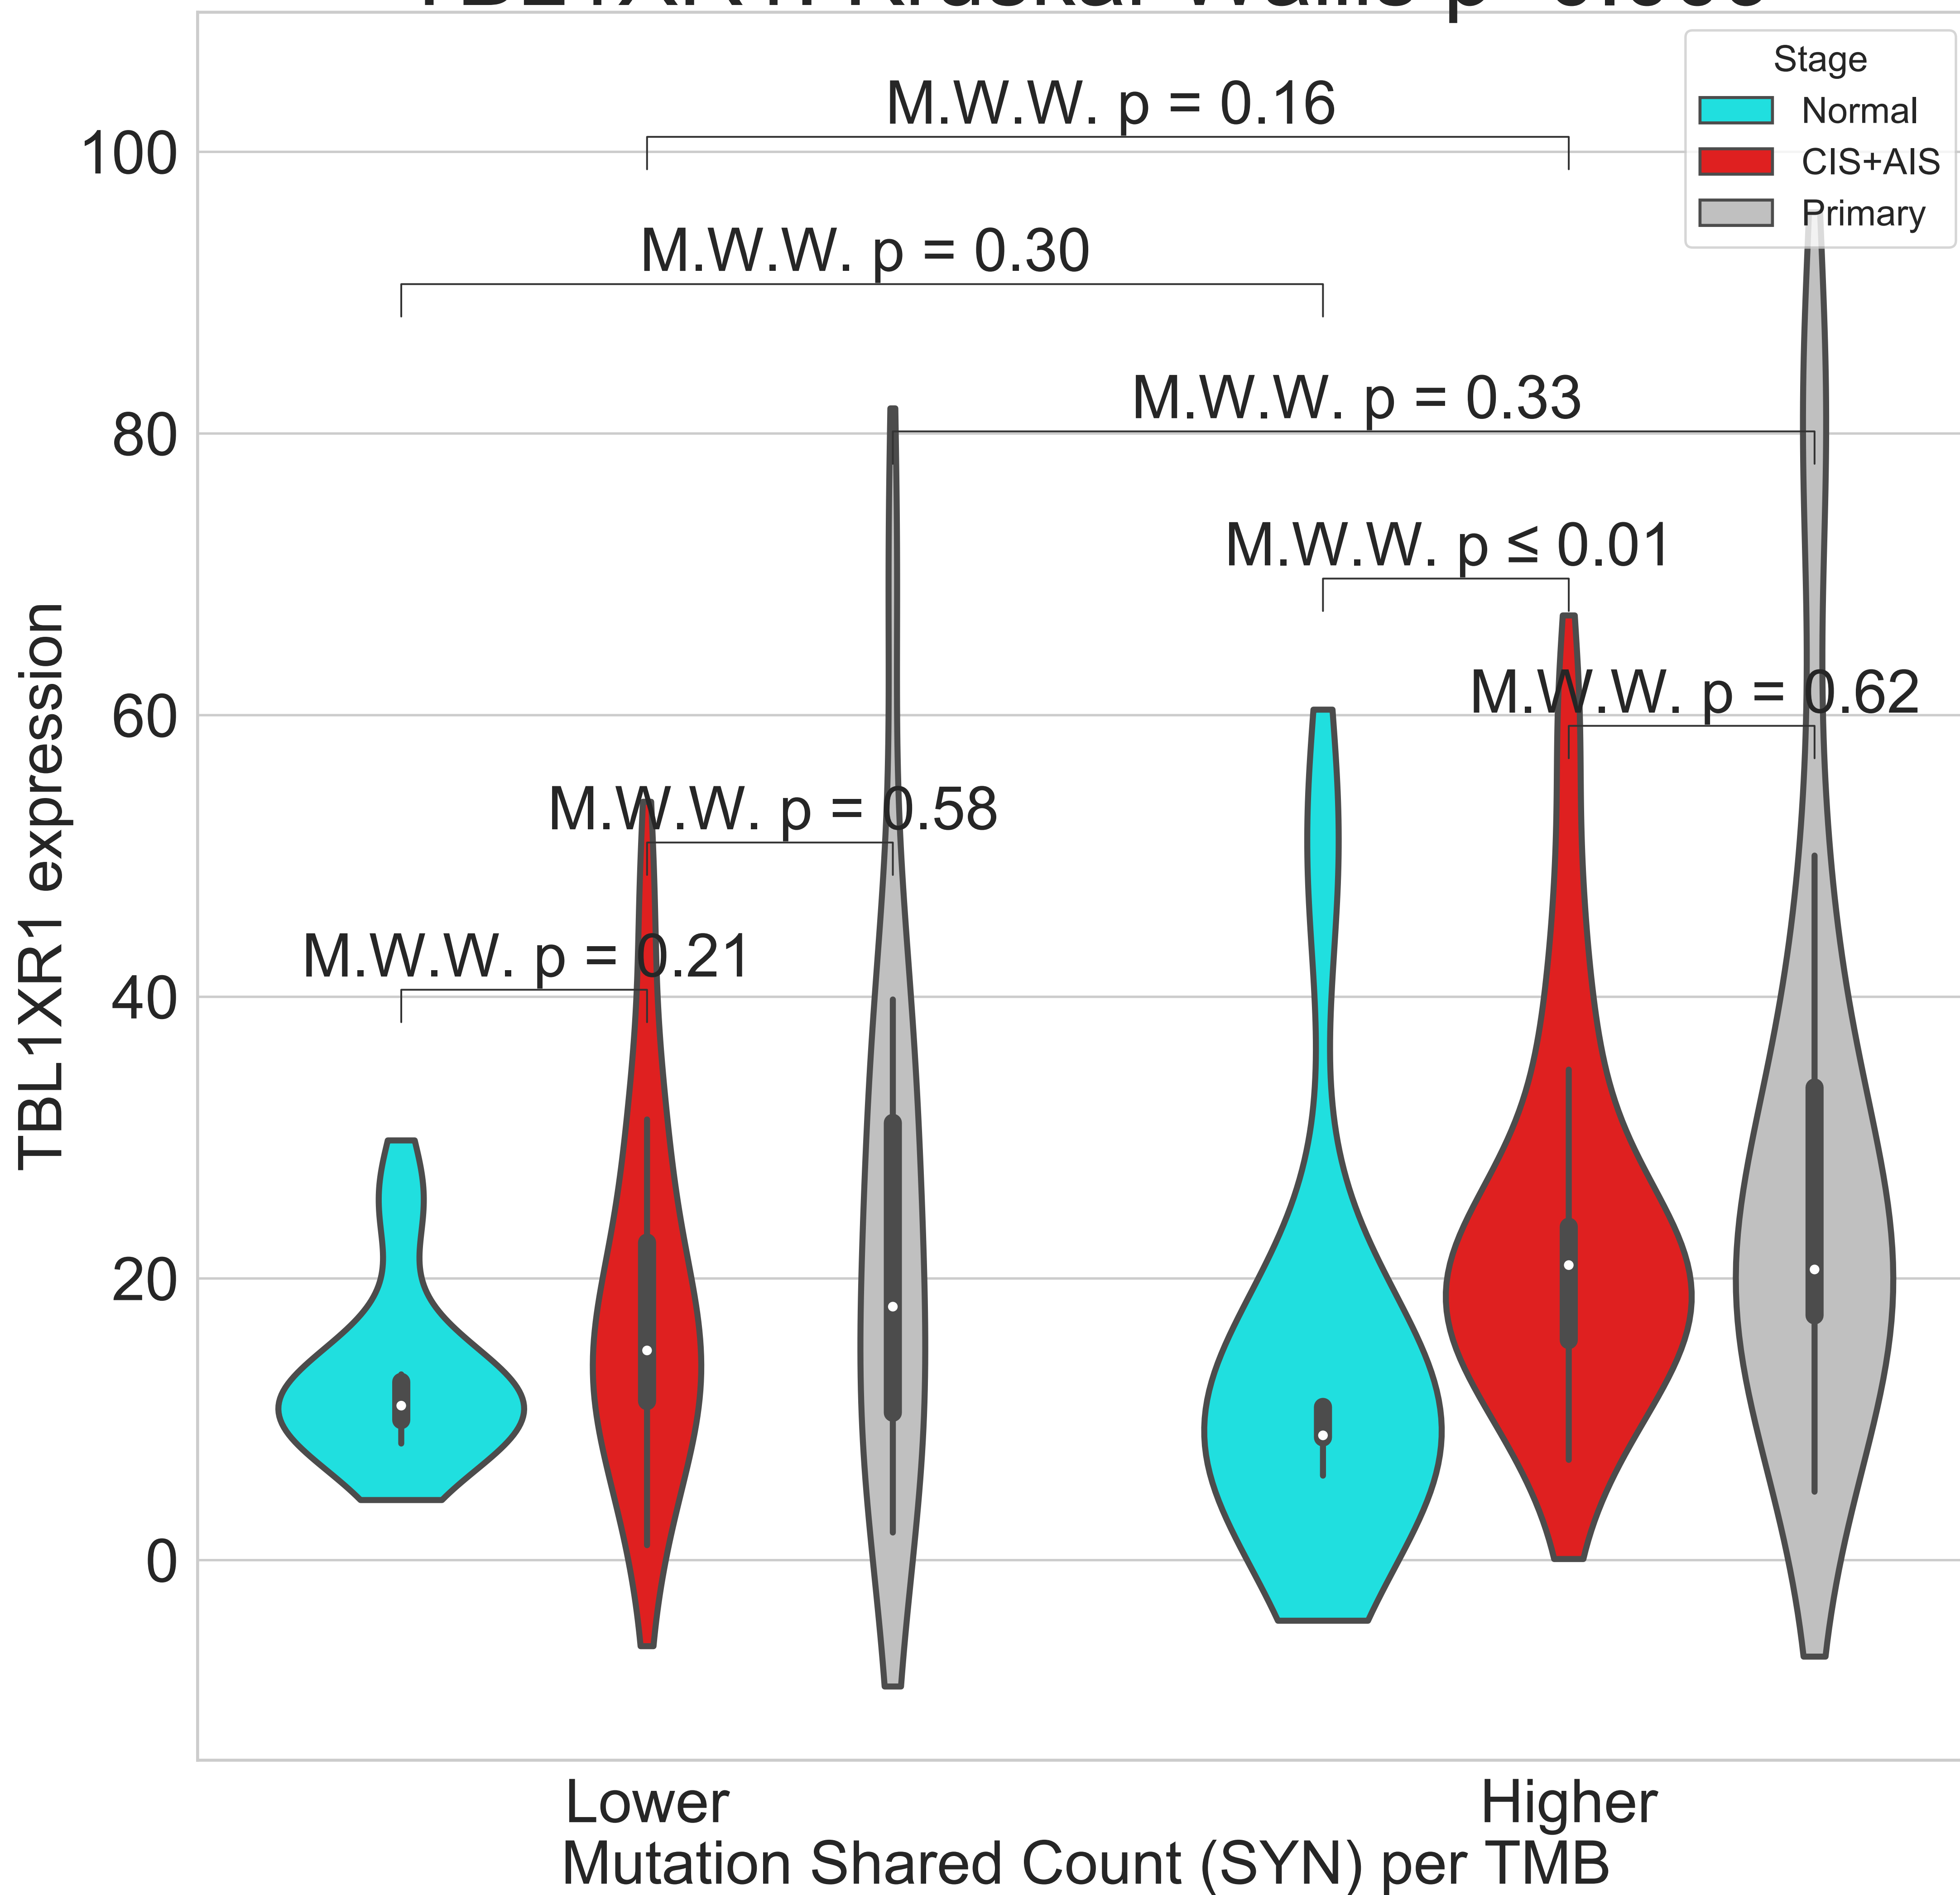 Stage
Normal
CIS+AIS
Primary
M.W.W. p = 0.16
M.W.W. p = 0.30
M.W.W. p = 0.33
M.W.W. p ≤ 0.01
M.W.W. p = 0.62
M.W.W. p = 0.58
M.W.W. p = 0.21
100
80
60
40
20
0
TBL1XR1 expression
Lower
Higher
Mutation Shared Count (SYN) per TMB